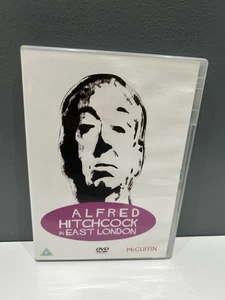 ALFRED
HITCHCOCK
IN EAST LONDON
DVD
McGUFFIN